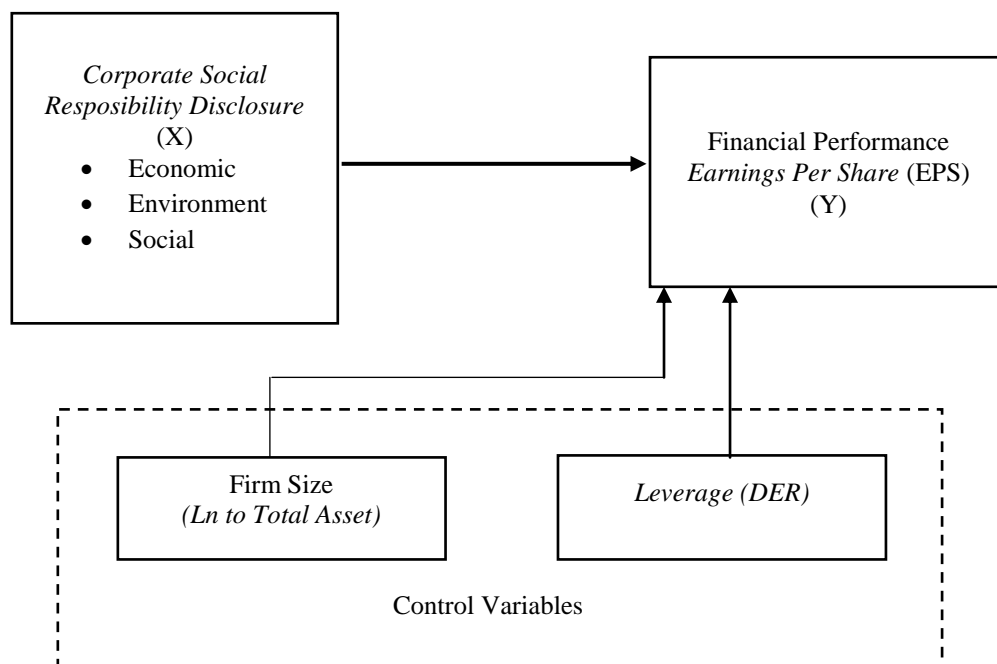 Corporate Social
Resposibility Disclosure
(X)
• Economic
• Environment
• Social
Financial Performance
Earnings Per Share (EPS)
(Y)
Firm Size
(Ln to Total Asset)
Leverage (DER)
Control Variables